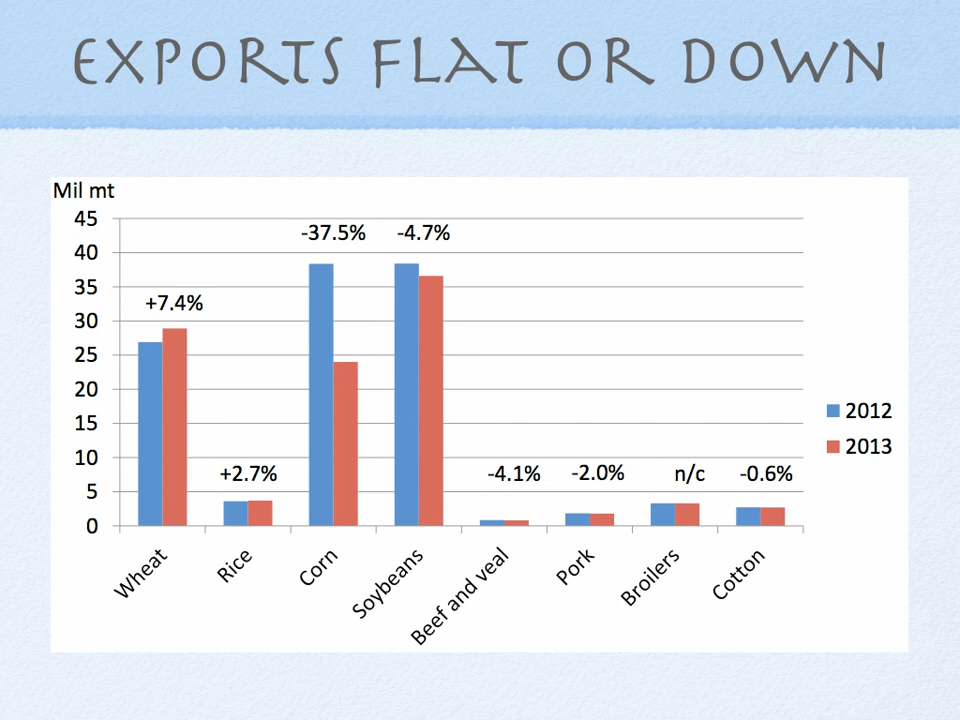 EXPORTS FLAT OR DOWN
Mil mt
45
40
35
30
25
20
15
10
5
0
+7.4%
+2.7%
-37.5%
-4.7%
-4.1%
-2.0%
n/c
-0.6%
Wheat
Rice
Corn
Soybeans
Beef and veal
Pork
Broilers
Cotton
2012
2013